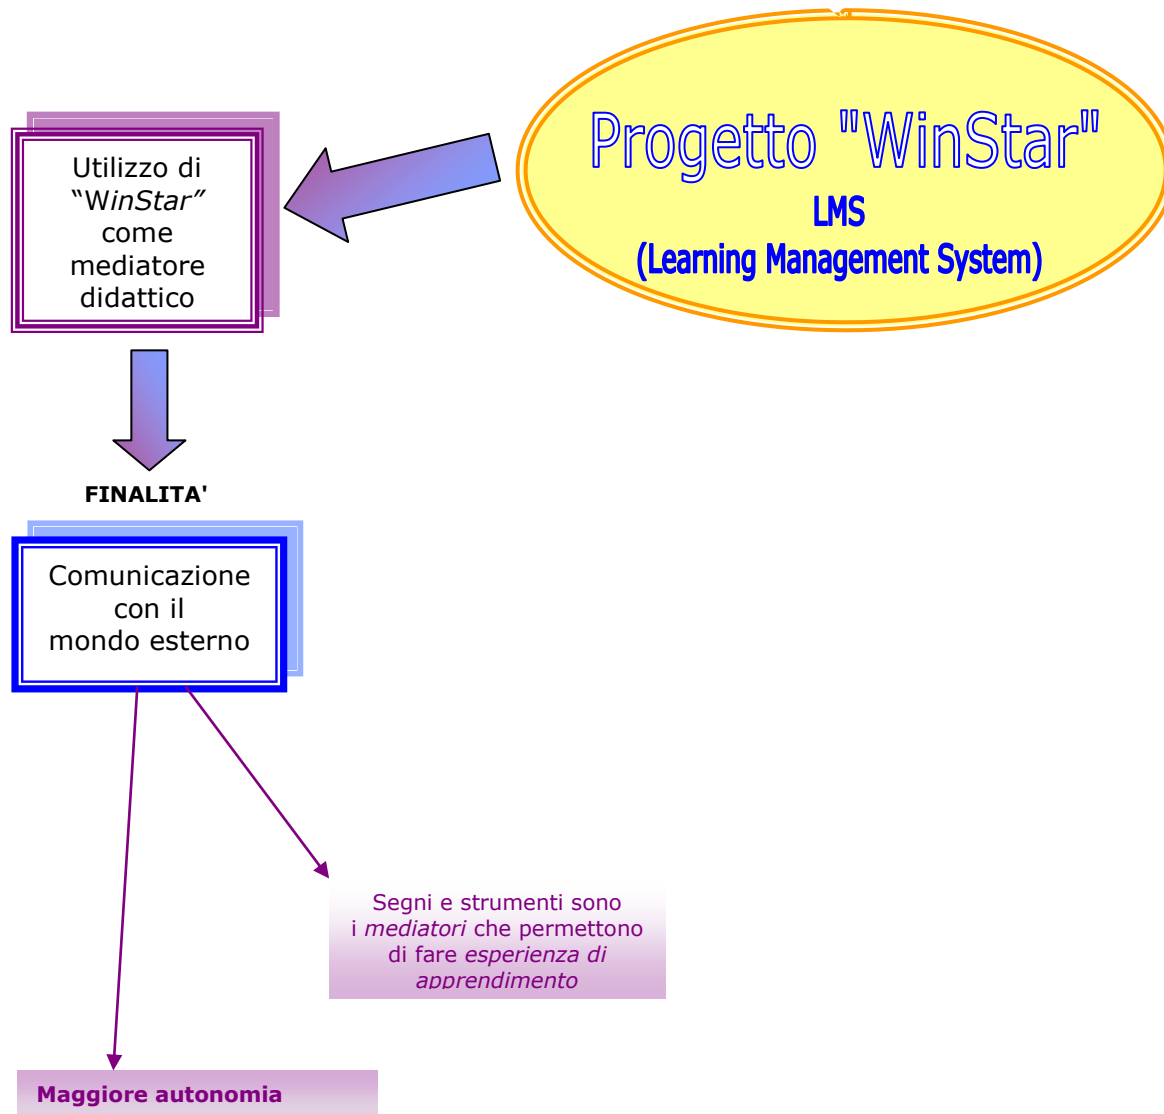 Progetto "WinStar"
LMS
(Learning Management System)
Utilizzo di
“WinStar”
come
mediatore
didattico
FINALITA'
Comunicazione
con il
mondo esterno
Segni e strumenti sono
i mediatori che permettono
di fare esperienza di
apprendimento
Maggiore autonomia